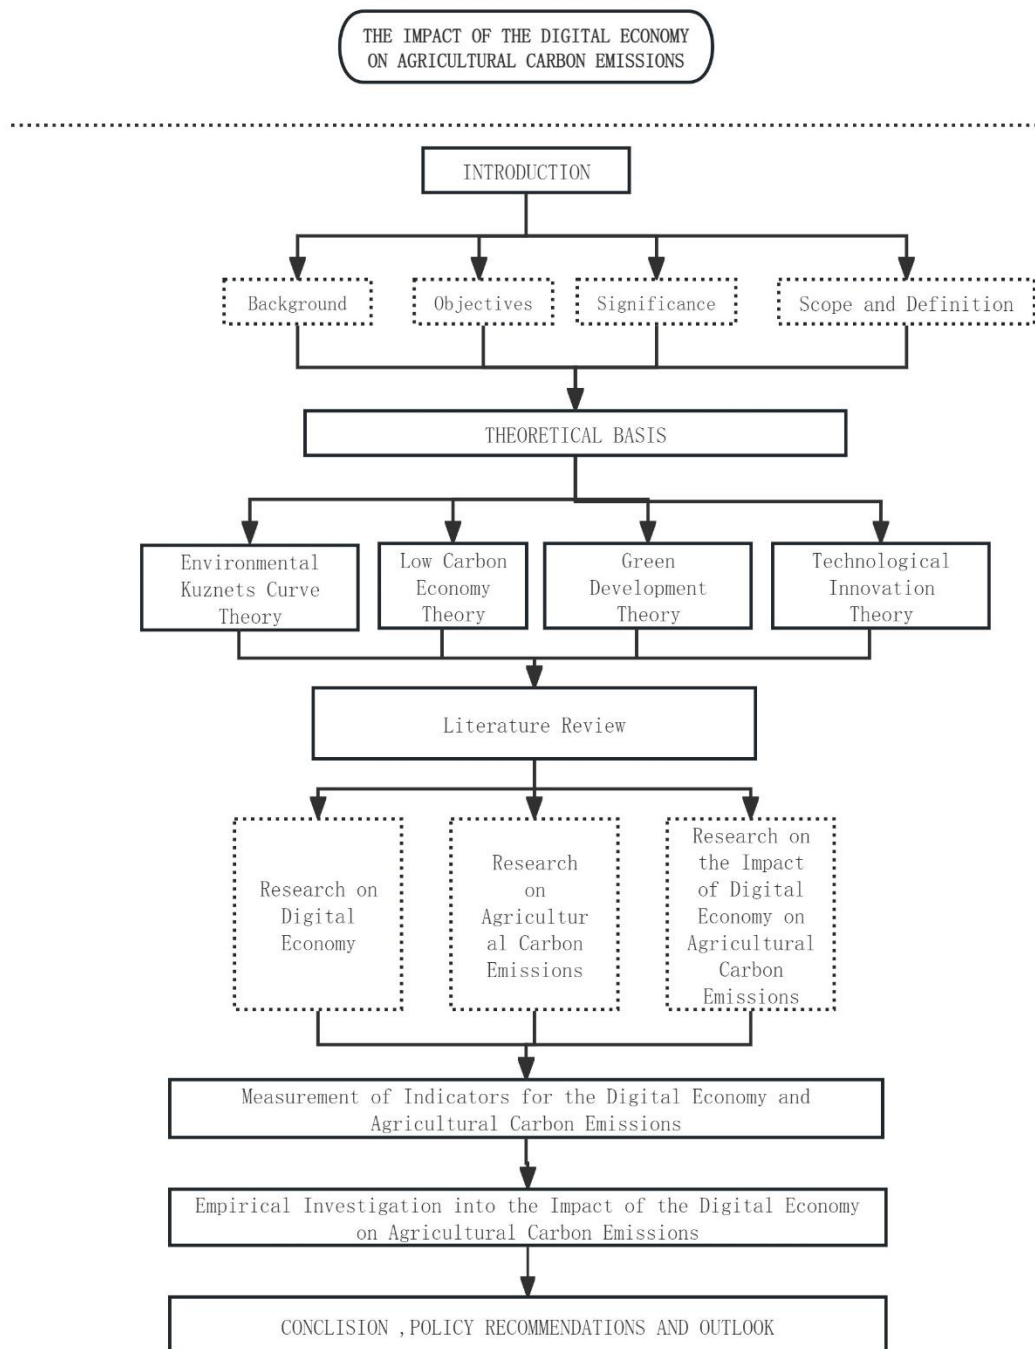 THE IMPACT OF THE DIGITAL ECONOMY
ON AGRICULTURAL CARBON EMISSIONS
INTRODUCTION
Background
Objectives
Significance
Scope and Definition
THEORETICAL BASIS
Environmental
Kuznets Curve
Theory
Low Carbon
Economy
Theory
Green
Development
Theory
Technological
Innovation
Theory
Literature Review
Research on
Digital
Economy
Research
on
Agricultur
al Carbon
Emissions
Research on
the Impact
of Digital
Economy on
Agricultural
Carbon
Emissions
Measurement of Indicators for the Digital Economy and
Agricultural Carbon Emissions
Empirical Investigation into the Impact of the Digital Economy
on Agricultural Carbon Emissions
CONCLISION ,POLICY RECOMMENDATIONS AND OUTLOOK